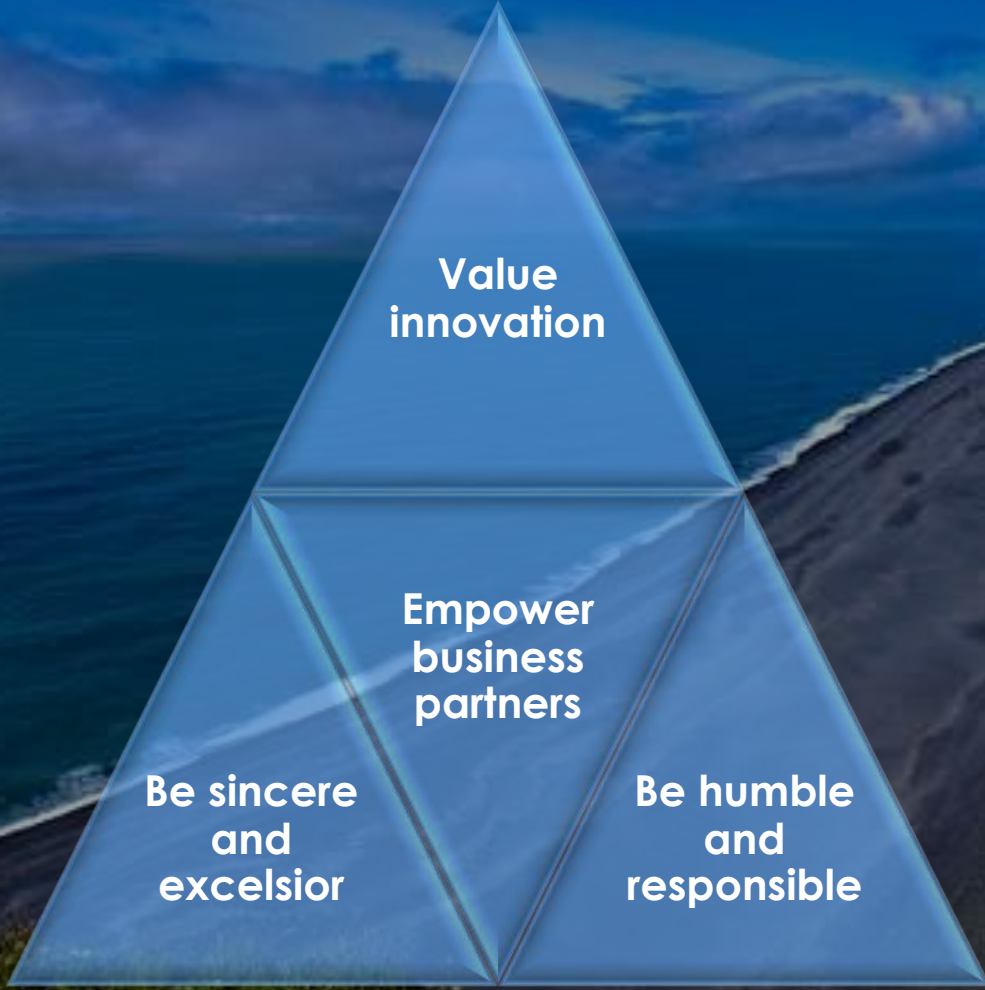 Value
innovation
Empower
business
partners
Be sincere
and
excelsior
Be humble
and
responsible